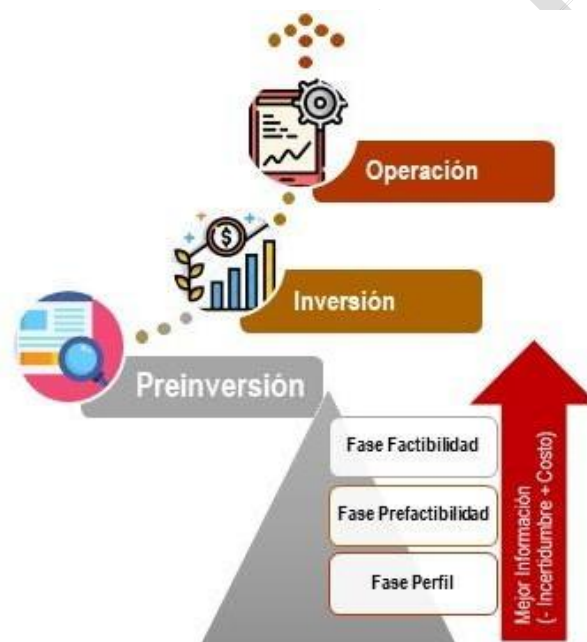 Operación
Inversión
Preinversión
Fase Factibilidad
Fase Prefactibilidad
Fase Perfil
Mejor Información
(- Incertidumbre + Costo)
$